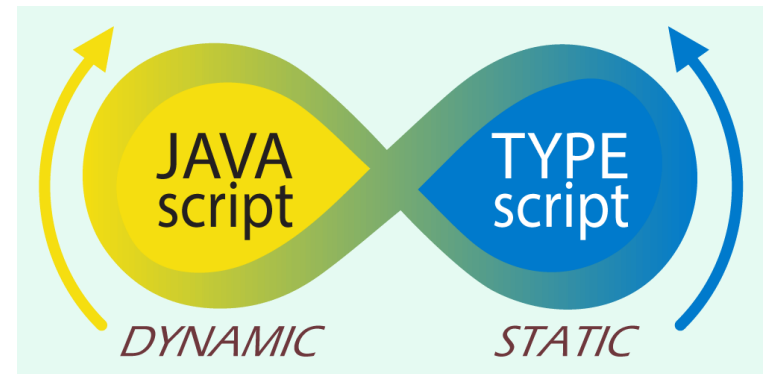 JAVA
script
TYPE
script
DYNAMIC
STATIC